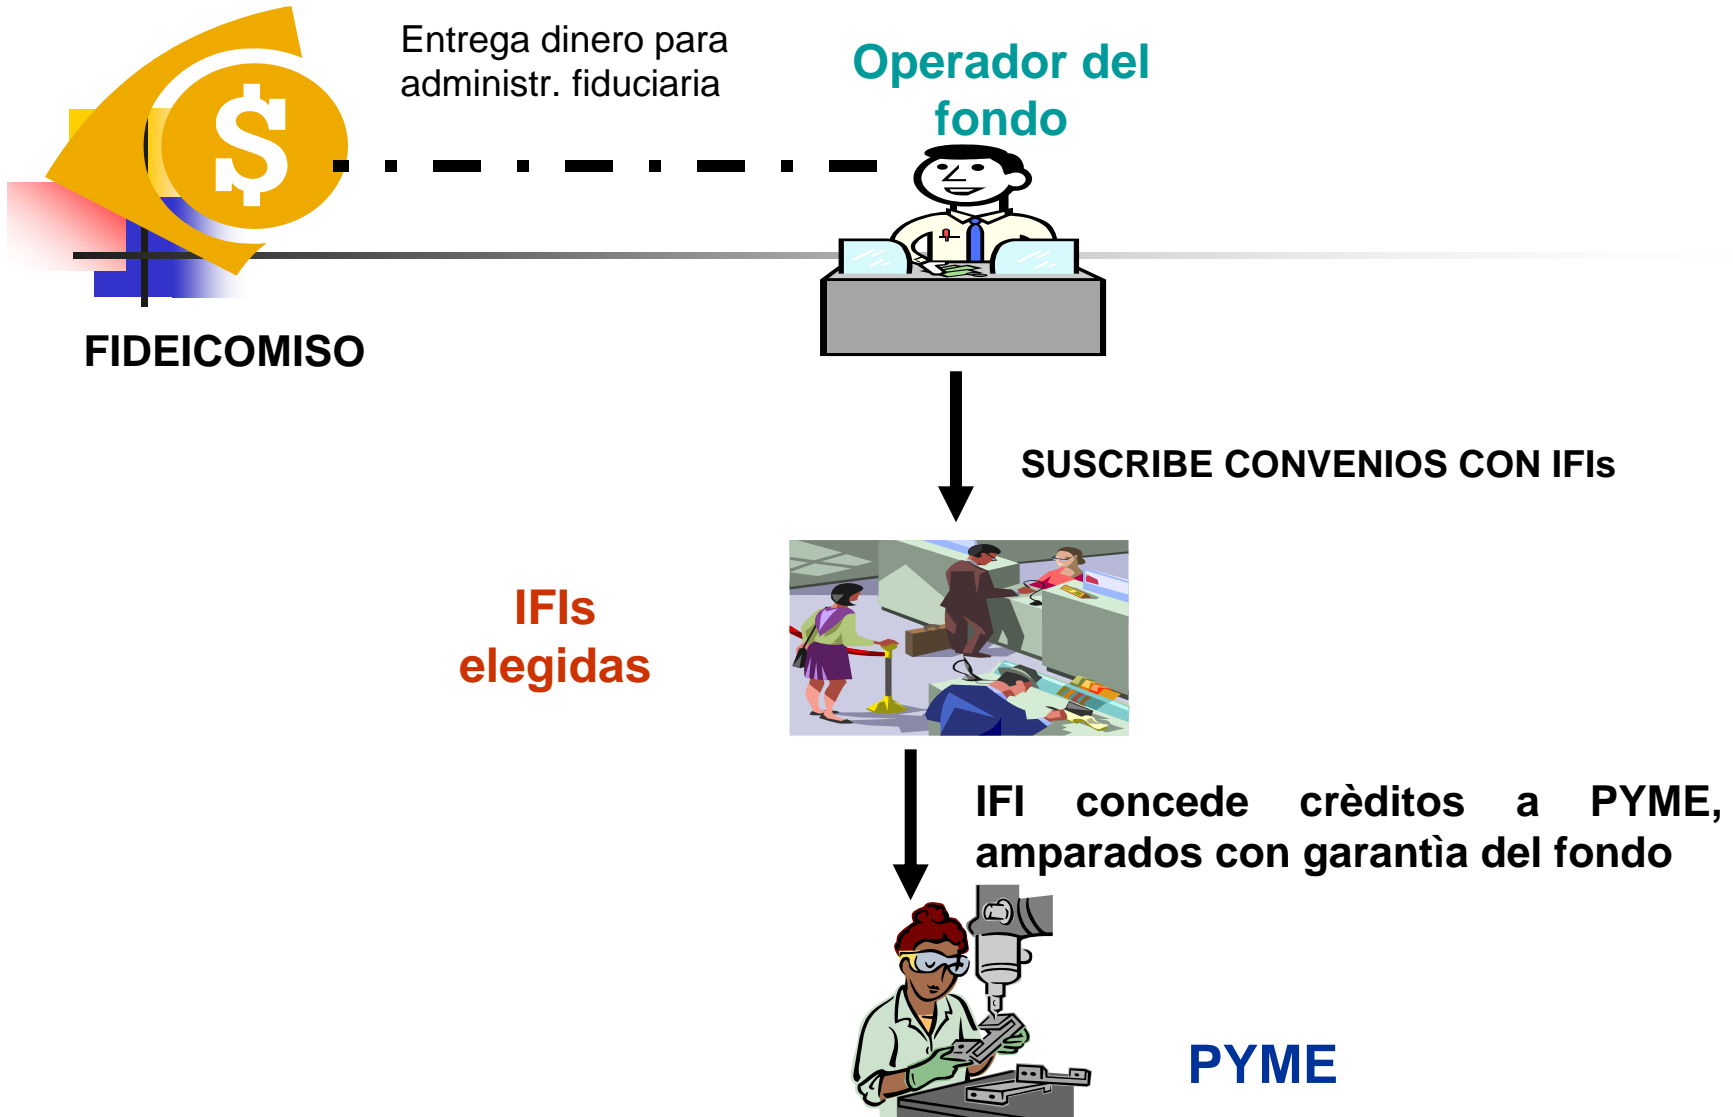 Entrega dinero para
administr. fiduciaria
Operador del
fondo
$
FIDEICOMISO
SUSCRIBE CONVENIOS CON IFIs
IFIs
elegidas
IFI concede crèditos a PYME,
amparados con garantìa del fondo
PYME